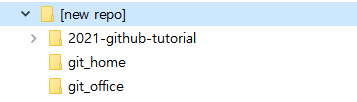 [new repo]
2021-github-tutorial
git_home
git_office